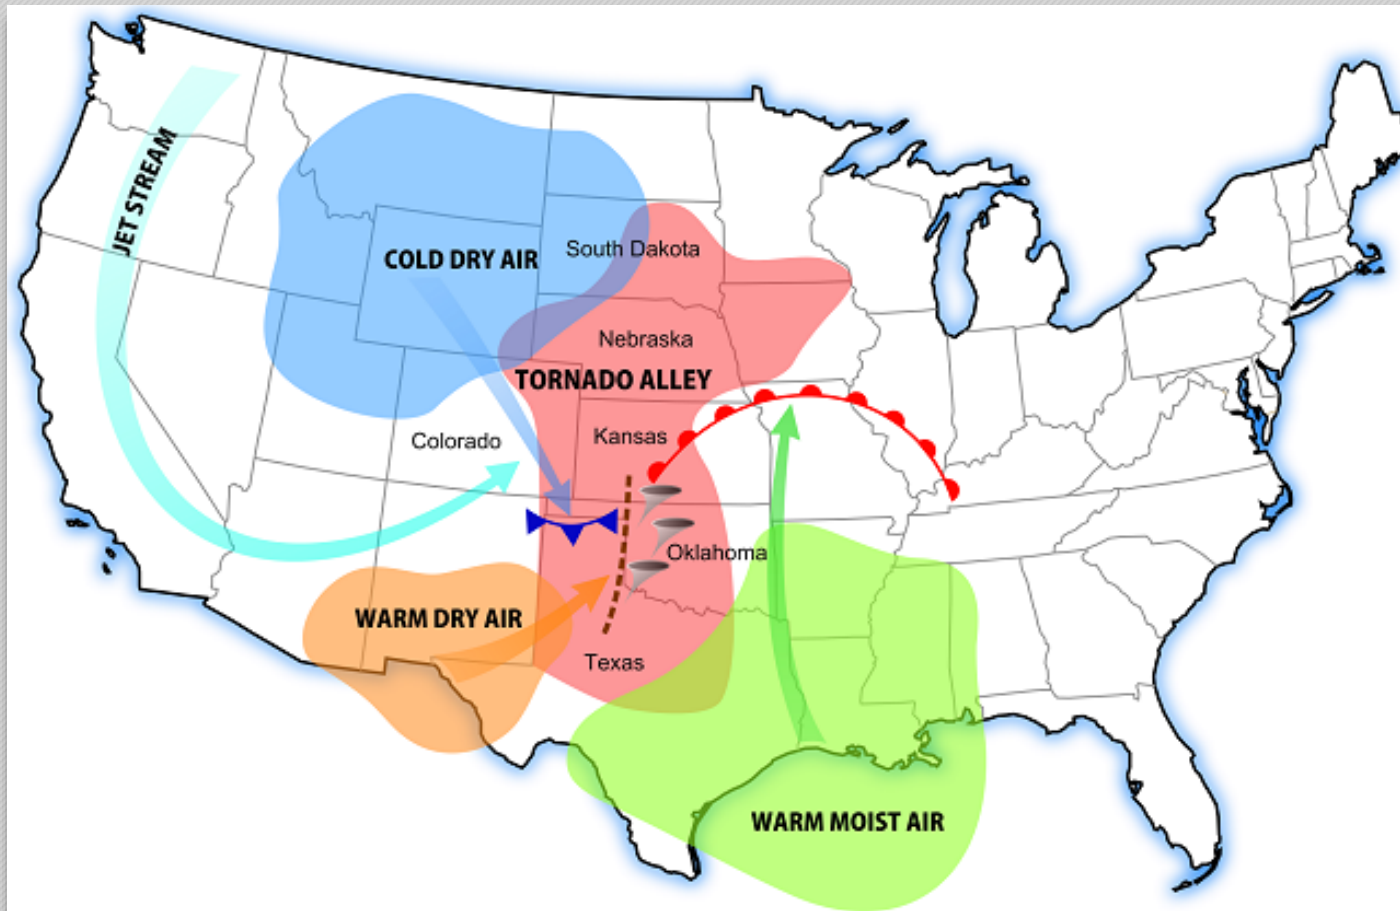 JET STREAM
COLD DRY AIR
South Dakota
Nebraska
TORNADO ALLEY
Colorado
Kansas
Oklahoma
WARM DRY AIR
Texas
WARM MOIST AIR